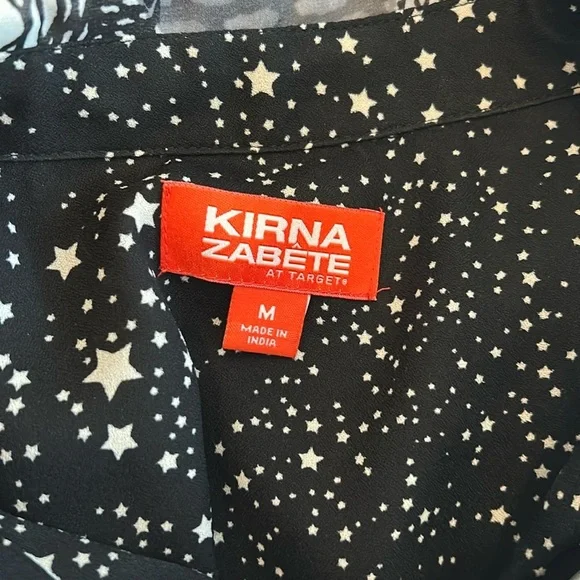 KIRNA
ZABÊTE
AT TARGET®
M
MADE IN
INDIA